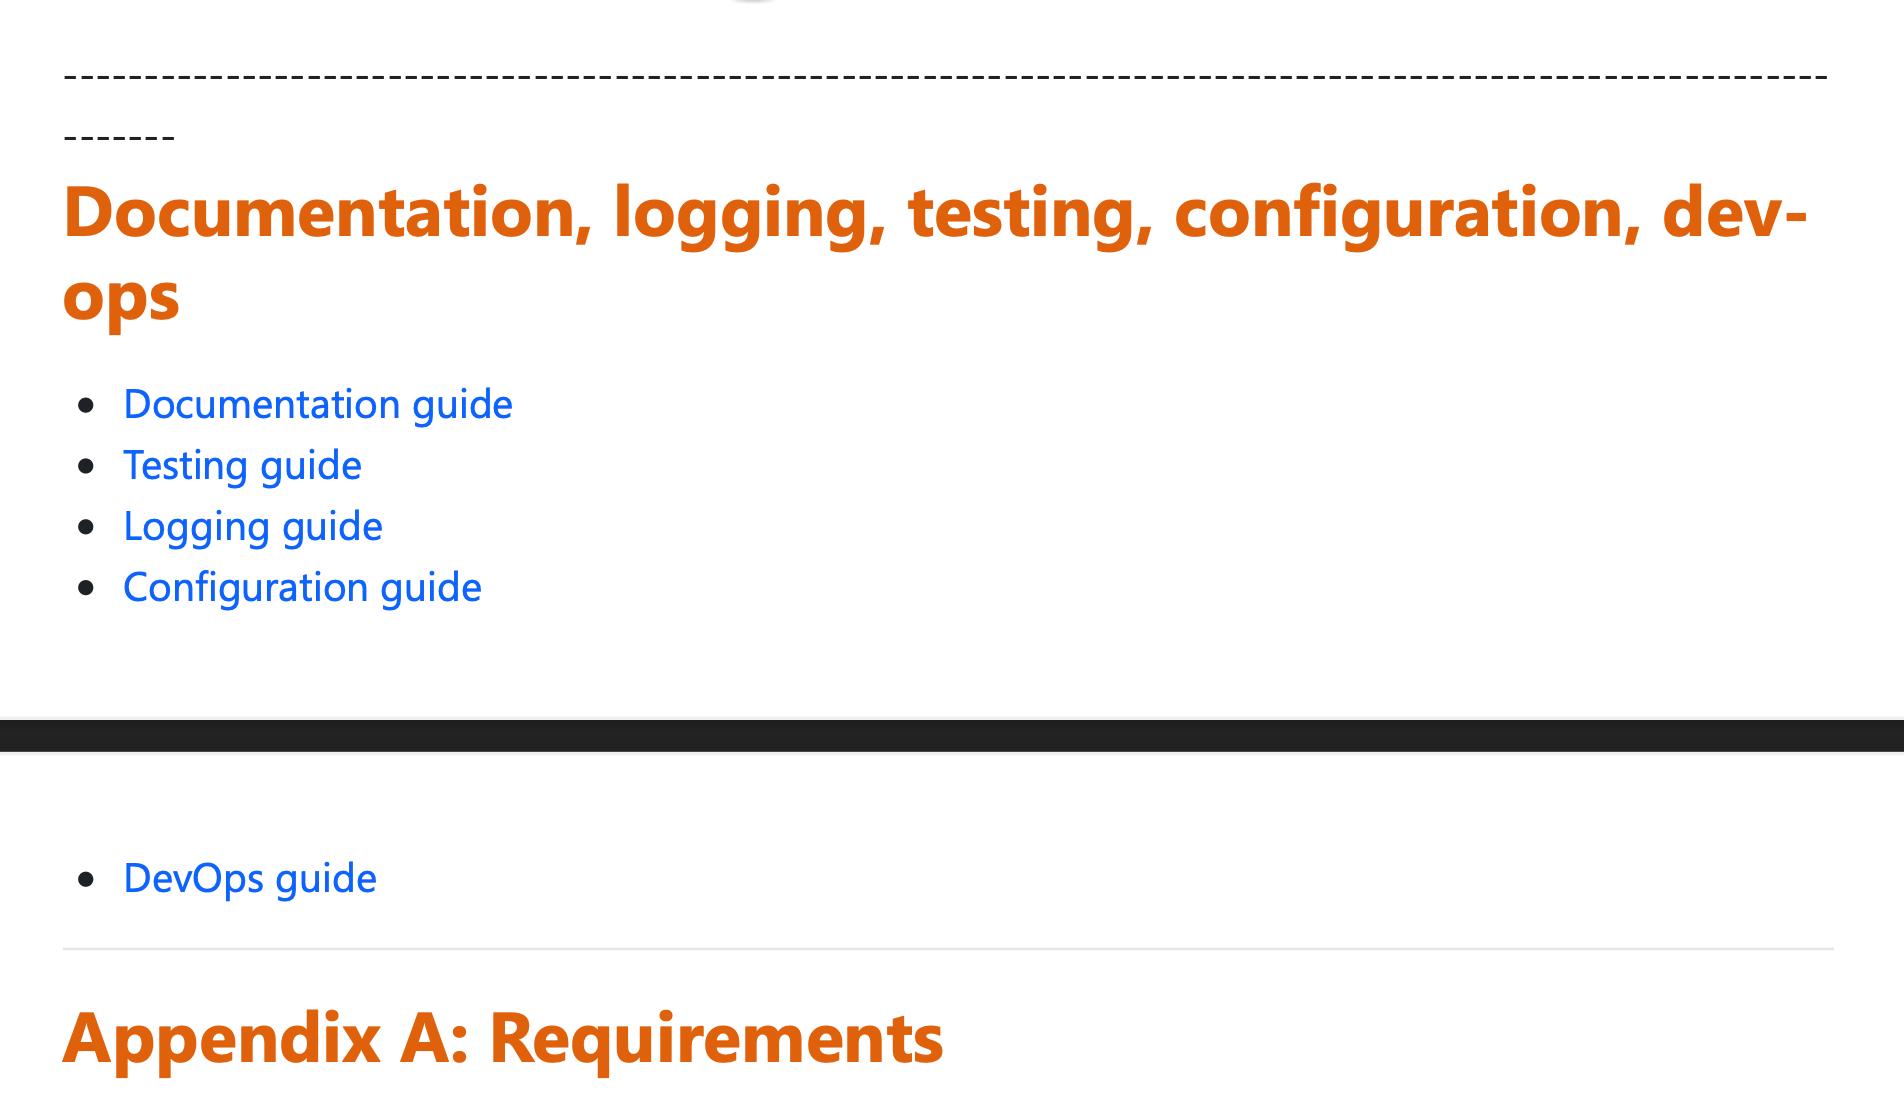 -------------------------------------------------------------------------------------------------------------
-------
Documentation, logging, testing, configuration, dev-
ops
Documentation guide
Testing guide
Logging guide
Configuration guide
DevOps guide
Appendix A: Requirements